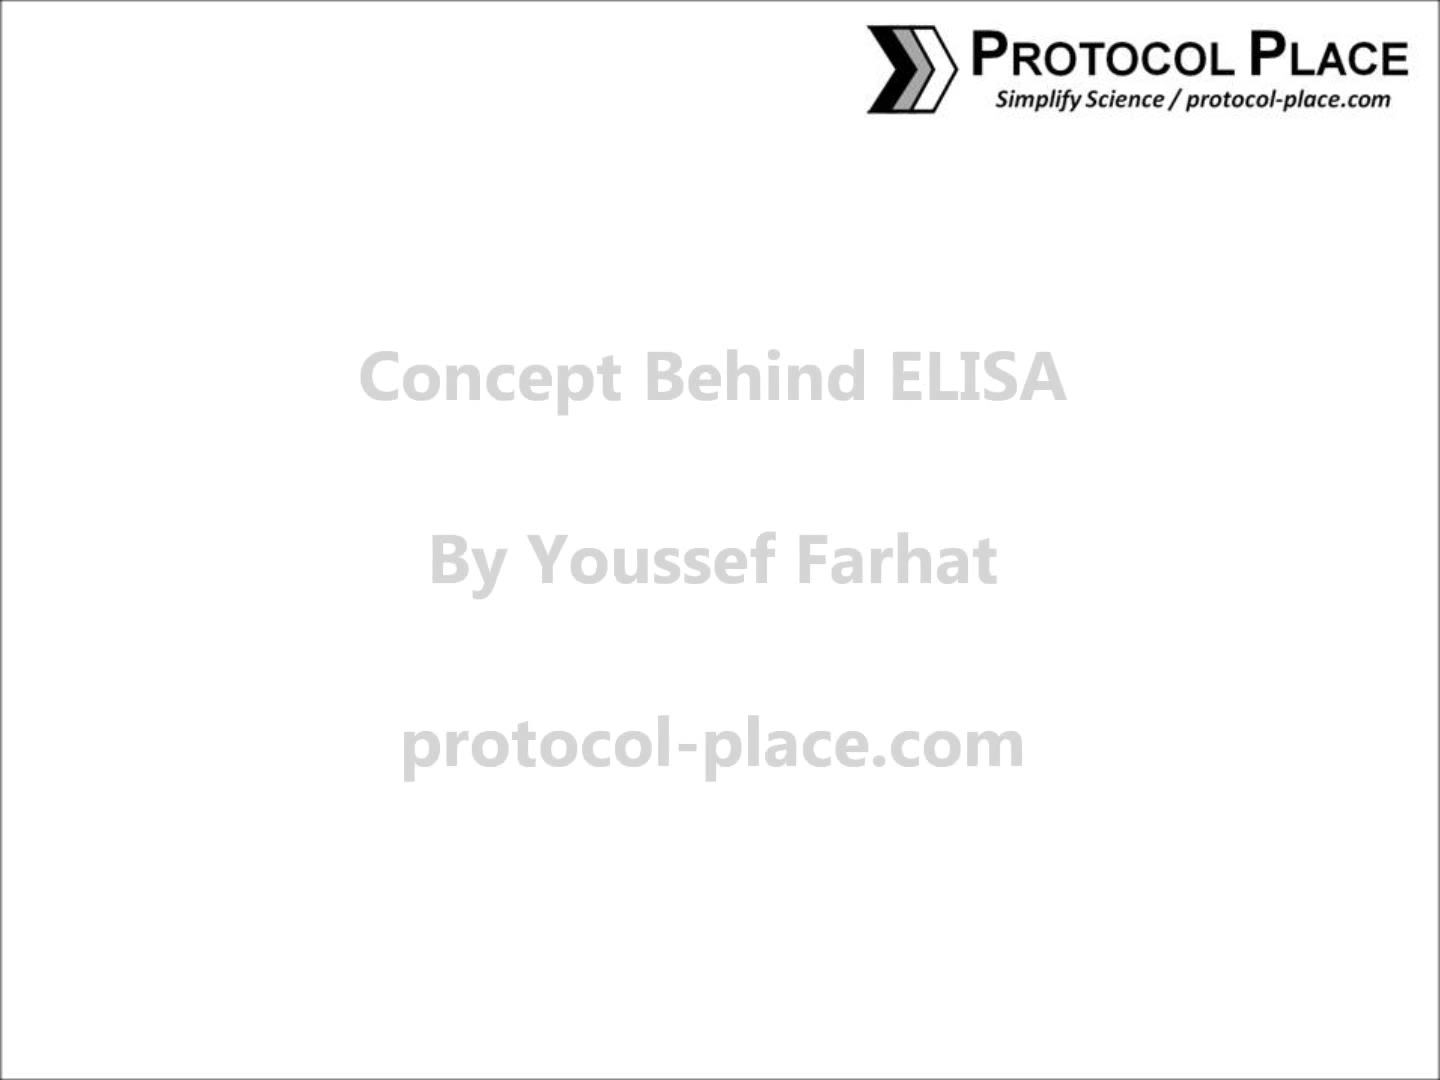 PROTOCOL PLACE
Simplify Science / protocol-place.com
Concept Behind ELISA
By Youssef Farhat
protocol-place.com